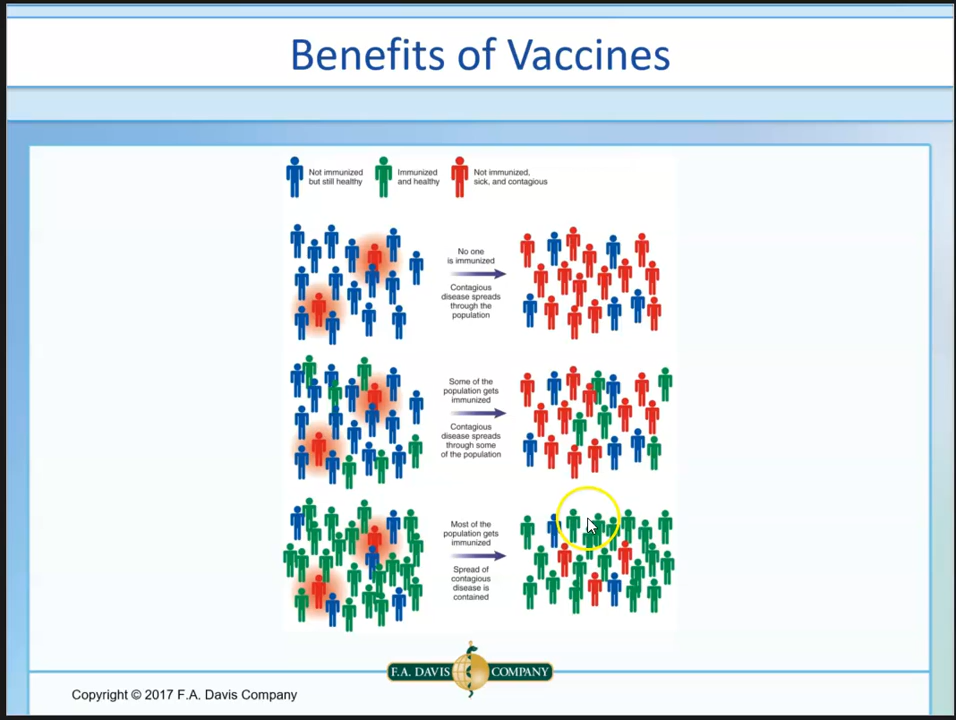 Benefits of Vaccines
Not immunized
but still healthy
Immunized
and healthy
Not immunized,
sick, and contagious
No one
is immunized
Contagious
disease spreads
through the
population
Some of the
population gets
immunized
Contagious
disease spreads
through some
of the population
Most of the
population gets
immunized
Spread of
contagious
disease is
contained
F.A. DAVIS COMPANY
Copyright © 2017 F.A. Davis Company